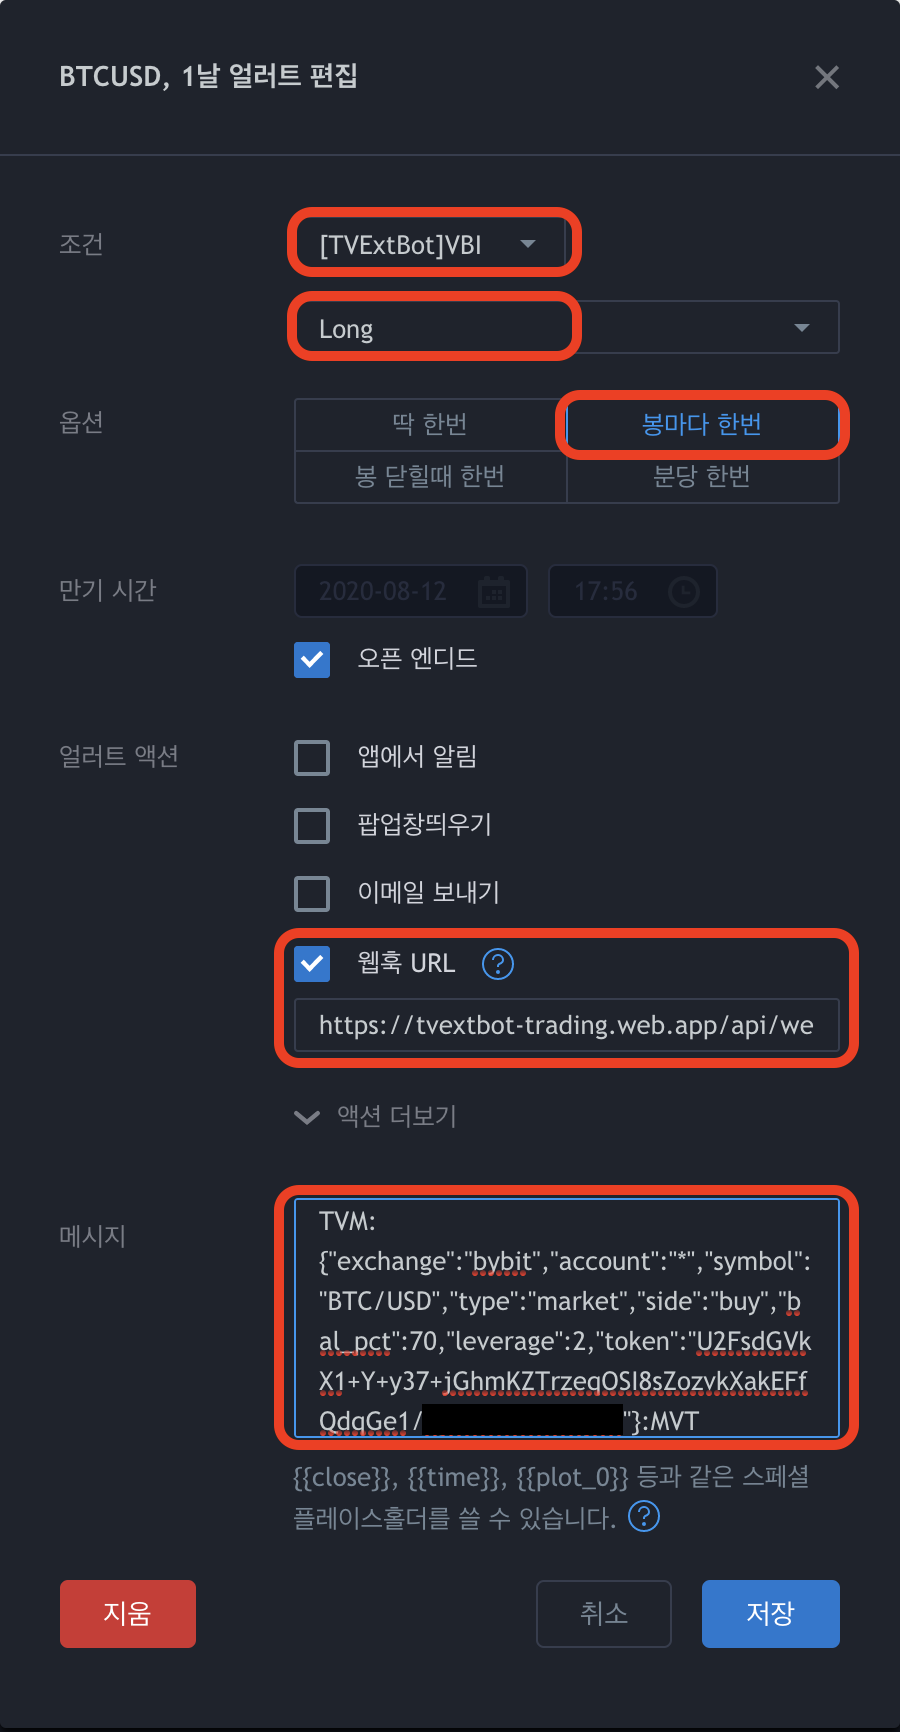 BTCUSD, 1날 얼러트 편집
조건
[TVExtBot]VBI
Long
옵션
딱 한번
봉마다 한번
봉 닫힐때 한번
분당 한번
만기 시간
2020-08-12
17:56
오픈 엔디드
얼러트 액션
앱에서 알림
팝업창띄우기
이메일 보내기
웹훅 URL
https://tvextbot-trading.web.app/api/we
액션 더보기
메시지
TVM:
{"exchange":"bybit","account":"*","symbol":
"BTC/USD","type":"market","side":"buy","b
al_pct":70,"leverage":2,"token":"U2FsdGVk
X1+Y+y37+jGhmKZTrzeqOSI8sZozvkXakEFf
QdqGe1/ "}:MVT
{{close}}, {{time}}, {{plot_0}} 등과 같은 스페셜
플레이스홀더를 쓸 수 있습니다.
지움
취소
저장